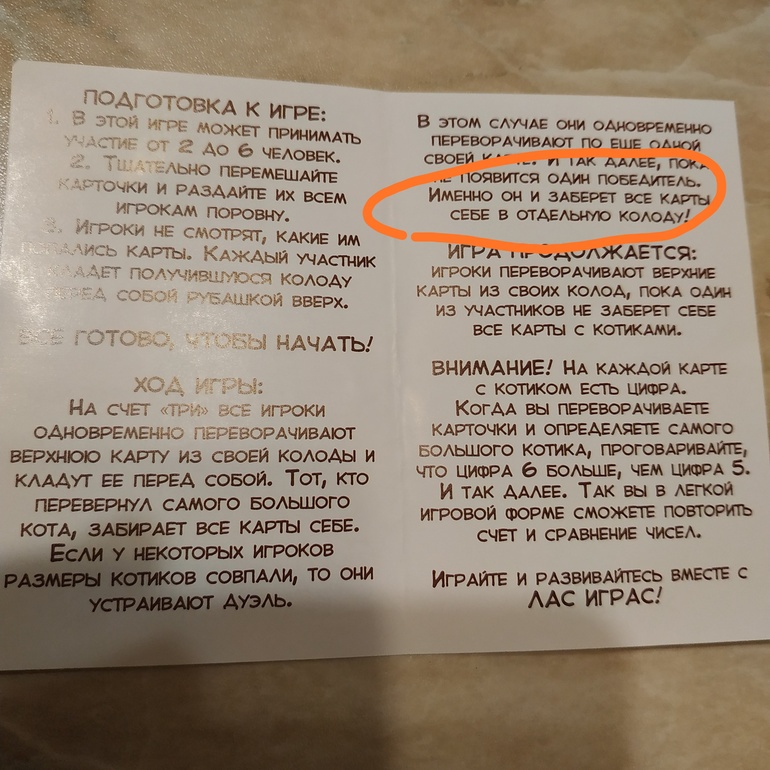 ПОДГОТОВКА К ИГРЕ:
1. В ЭТОЙ ИГРЕ МОЖЕТ ПРИНИМАТЬ
УЧАСТИЕ ОТ 2 ДО 6 ЧЕЛОВЕК.
2. ТЩАТЕЛЬНО ПЕРЕМЕШАЙТЕ
КАРТОЧКИ И РАЗДАЙТЕ ИХ ВСЕМ
ИГРОКАМ ПОРОВНУ.
3. ИГРОКИ НЕ СМОТРЯТ, КАКИЕ ИМ
ПОПАЛИСЬ КАРТЫ. КАЖДЫЙ УЧАСТНИК
КЛАДЕТ ПОЛУЧИВШУЮСЯ КОЛОДУ
ПЕРЕД СОБОЙ РУБАШКОЙ ВВЕРХ.
ВСЕ ГОТОВО, ЧТОБЫ НАЧАТЬ!
ХОД ИГРЫ:
НА СЧЕТ «ТРИ» ВСЕ ИГРОКИ
ОДНОВРЕМЕННО ПЕРЕВОРАЧИВАЮТ
ВЕРХНЮЮ КАРТУ ИЗ СВОЕЙ КОЛОДЫ И
КЛАДУТ ЕЕ ПЕРЕД СОБОЙ. ТОТ, КТО
ПЕРЕВЕРНУЛ САМОГО БОЛЬШОГО
КОТА, ЗАБИРАЕТ ВСЕ КАРТЫ СЕБЕ.
ЕСЛИ У НЕКОТОРЫХ ИГРОКОВ
РАЗМЕРЫ КОТИКОВ СОВПАЛИ, ТО ОНИ
УСТРАИВАЮТ ДУЭЛЬ.
В ЭТОМ СЛУЧАЕ ОНИ ОДНОВРЕМЕННО
ПЕРЕВОРАЧИВАЮТ ПО ЕЩЕ ОДНОЙ
СВОЕЙ КАРТЕ. И ТАК ДАЛЕЕ, ПОКА
НЕ ПОЯВИТСЯ ОДИН ПОБЕДИТЕЛЬ.
ИМЕННО ОН И ЗАБЕРЕТ ВСЕ КАРТЫ
СЕБЕ В ОТДЕЛЬНУЮ КОЛОДУ!
ИГРА ПРОДОЛЖАЕТСЯ:
ИГРОКИ ПЕРЕВОРАЧИВАЮТ ВЕРХНИЕ
КАРТЫ ИЗ СВОИХ КОЛОД, ПОКА ОДИН
ИЗ УЧАСТНИКОВ НЕ ЗАБЕРЕТ СЕБЕ
ВСЕ КАРТЫ С КОТИКАМИ.
ВНИМАНИЕ! НА КАЖДОЙ КАРТЕ
С КОТИКОМ ЕСТЬ ЦИФРА.
КОГДА ВЫ ПЕРЕВОРАЧИВАЕТЕ
КАРТОЧКИ И ОПРЕДЕЛЯЕТЕ САМОГО
БОЛЬШОГО КОТИКА, ПРОГОВАРИВАЙТЕ,
ЧТО ЦИФРА 6 БОЛЬШЕ, ЧЕМ ЦИФРА 5.
И ТАК ДАЛЕЕ. ТАК ВЫ В ЛЕГКОЙ
ИГРОВОЙ ФОРМЕ СМОЖЕТЕ ПОВТОРИТЬ
СЧЕТ И СРАВНЕНИЕ ЧИСЕЛ.
ИГРАЙТЕ И РАЗВИВАЙТЕСЬ ВМЕСТЕ С
ЛАС ИГРАС!